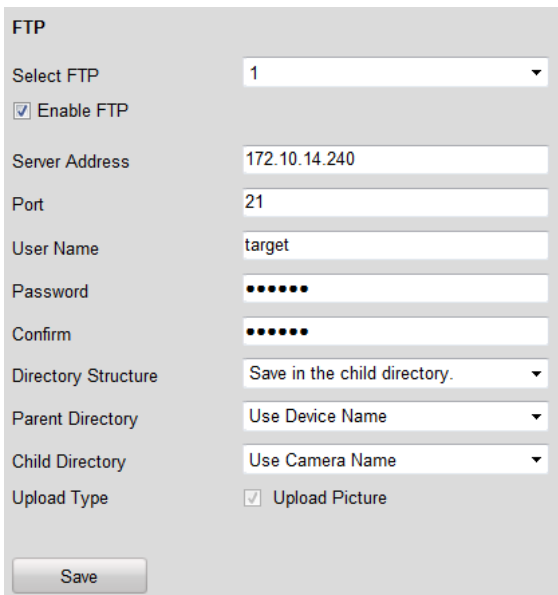 FTP
Select FTP 1
Enable FTP
Server Address 172.10.14.240
Port 21
User Name target
Password ••••••
Confirm ••••••
Directory Structure Save in the child directory.
Parent Directory Use Device Name
Child Directory Use Camera Name
Upload Type Upload Picture
Save